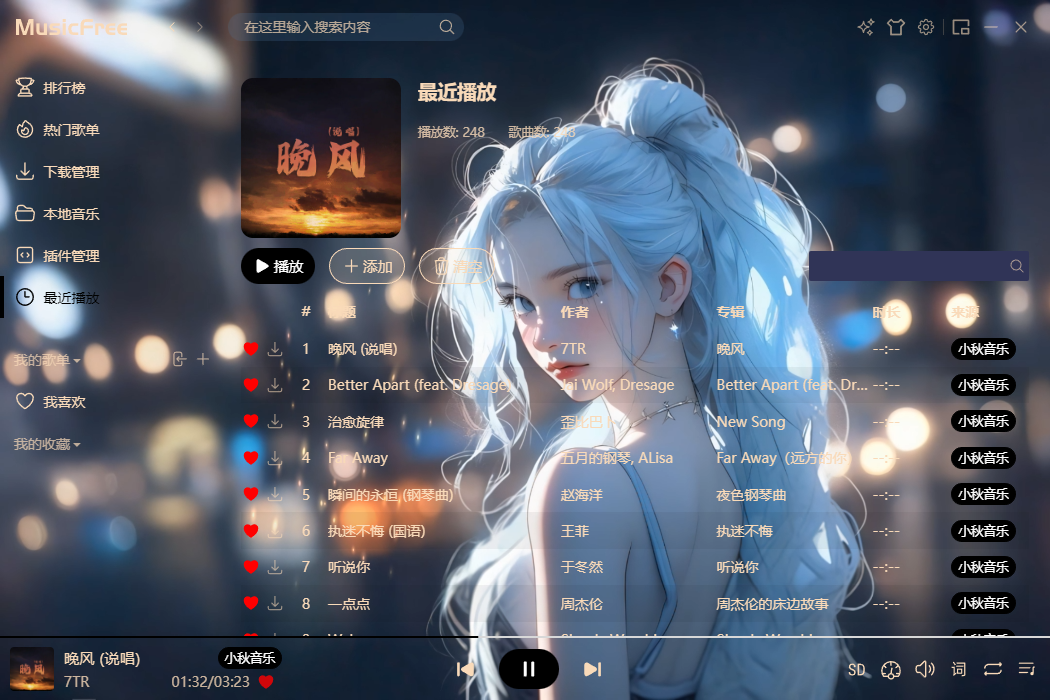 MusicFree
在这里输入搜索内容
排行榜
热门歌单
下载管理
本地音乐
插件管理
最近播放
我的歌单
我喜欢
我的收藏
(说唱)
晚风
最近播放
播放数: 248 歌曲数: 248
播放 添加 清空
# 标题 作者 专辑 时长 来源
1 晚风 (说唱) 7TR 晚风 --:-- 小秋音乐
2 Better Apart (feat. Dresage) Jai Wolf, Dresage Better Apart (feat. Dr... --:-- 小秋音乐
3 治愈旋律 歪比巴 New Song --:-- 小秋音乐
4 Far Away 五月的钢琴, ALisa Far Away（远方的你 --:-- 小秋音乐
5 瞬间的永恒 (钢琴曲) 赵海洋 夜色钢琴曲 --:-- 小秋音乐
6 执迷不悔 (国语) 王菲 执迷不悔 --:-- 小秋音乐
7 听说你 于冬然 听说你 --:-- 小秋音乐
8 一点点 周杰伦 周杰伦的床边故事 --:-- 小秋音乐
晚风 (说唱) 小秋音乐
7TR 01:32/03:23
SD 词